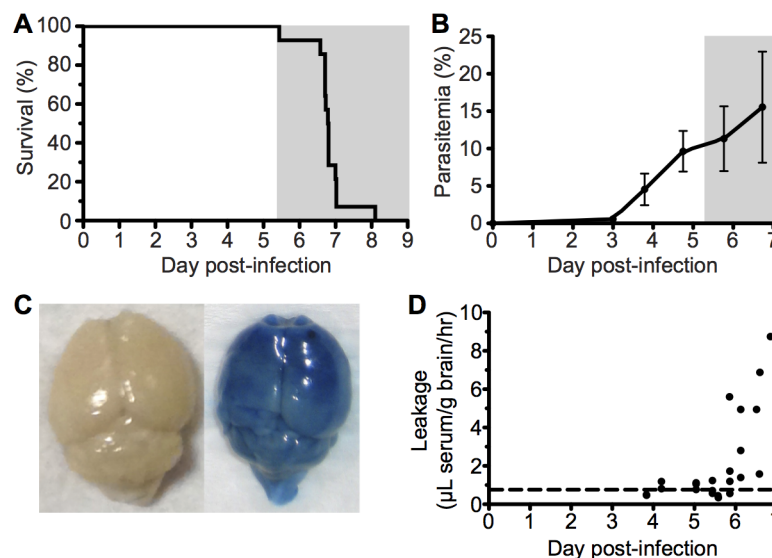 A
Survival (%)
100
80
60
40
20
0
0 1 2 3 4 5 6 7 8 9
Day post-infection
B
Parasitemia (%)
25
20
15
10
5
0
0 1 2 3 4 5 6 7
Day post-infection
C
D
Leakage
(µL serum/g brain/hr)
10
8
6
4
2
0
0 1 2 3 4 5 6 7
Day post-infection